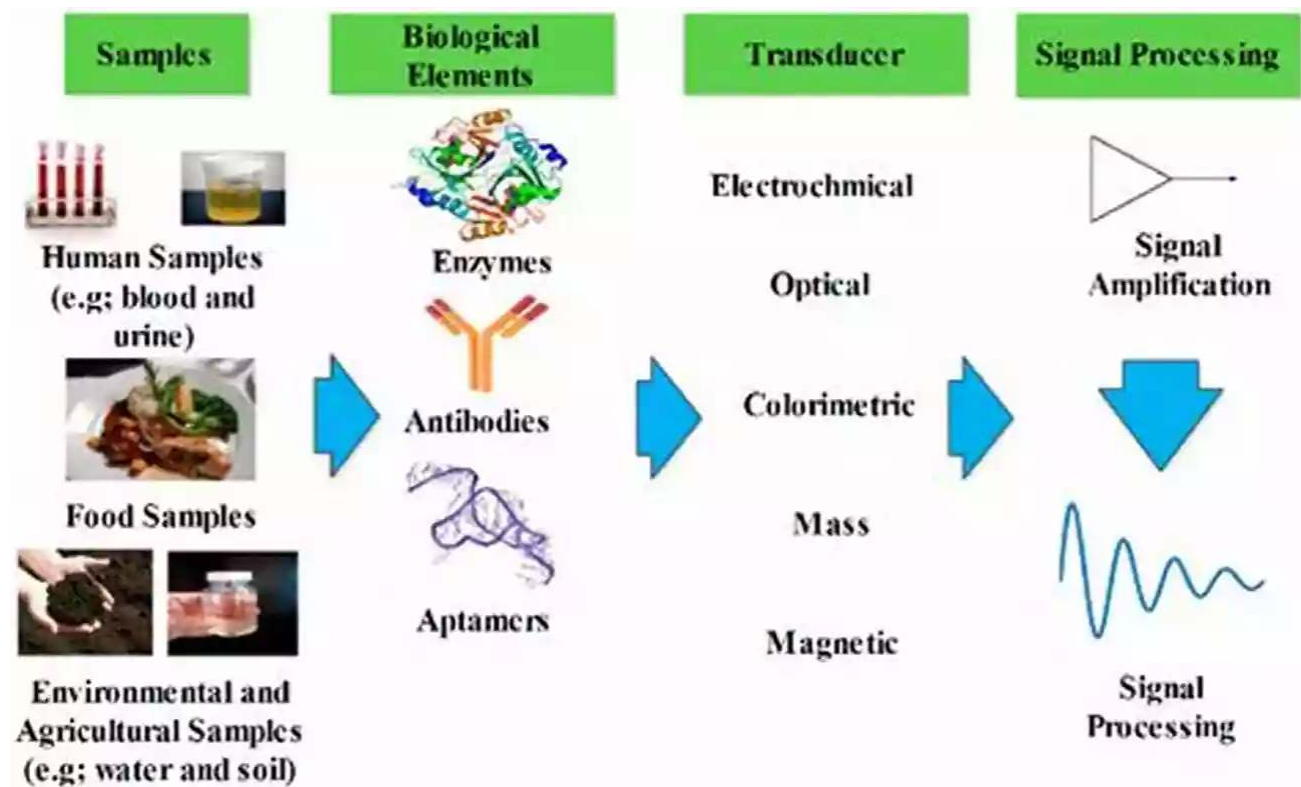 Samples
Biological
Elements
Transducer
Signal Processing
Human Samples
(e.g; blood and
urine)
Food Samples
Environmental and
Agricultural Samples
(e.g; water and soil)
Enzymes
Antibodies
Aptamers
Electrochmical
Optical
Colorimetric
Mass
Magnetic
Signal
Amplification
Signal
Processing